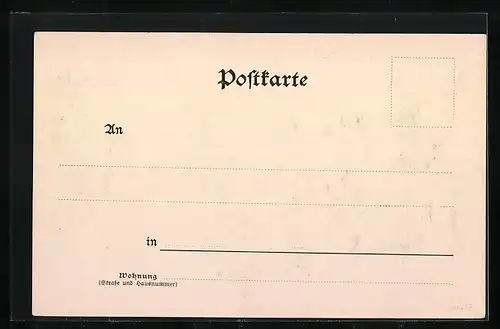 Poſtkarte
An
in
Wohnung
(Straße und Hausnummer)